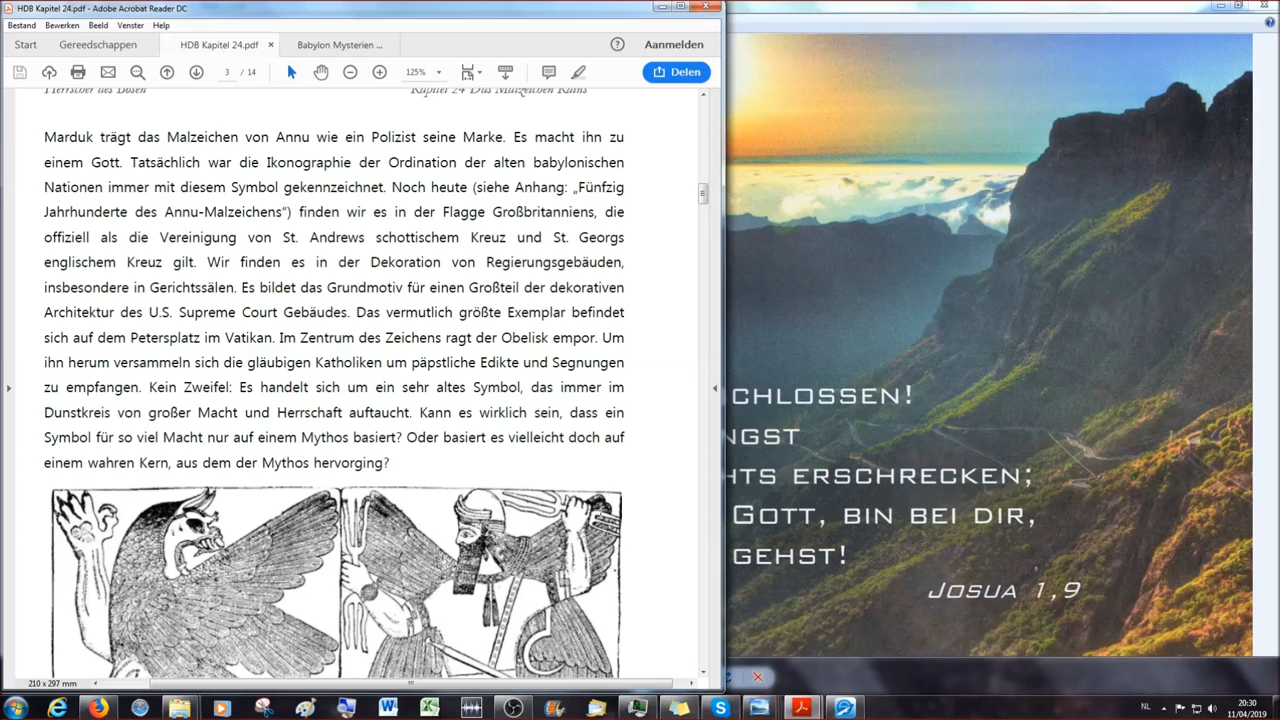 HDB Kapitel 24.pdf - Adobe Acrobat Reader DC
Bestand Bewerken Beeld Venster Help
Start Gereedschappen HDB Kapitel 24.pdf × Babylon Mysterien ... Aanmelden
3 / 14 125% Delen
Herrscher des Bösen Kapitel 24 Das Malzeichen Kains
Marduk trägt das Malzeichen von Annu wie ein Polizist seine Marke. Es macht ihn zu
einem Gott. Tatsächlich war die Ikonographie der Ordination der alten babylonischen
Nationen immer mit diesem Symbol gekennzeichnet. Noch heute (siehe Anhang: „Fünfzig
Jahrhunderte des Annu-Malzeichens“) finden wir es in der Flagge Großbritanniens, die
offiziell als die Vereinigung von St. Andrews schottischem Kreuz und St. Georgs
englischem Kreuz gilt. Wir finden es in der Dekoration von Regierungsgebäuden,
insbesondere in Gerichtssälen. Es bildet das Grundmotiv für einen Großteil der dekorativen
Architektur des U.S. Supreme Court Gebäudes. Das vermutlich größte Exemplar befindet
sich auf dem Petersplatz im Vatikan. Im Zentrum des Zeichens ragt der Obelisk empor. Um
ihn herum versammeln sich die gläubigen Katholiken um päpstliche Edikte und Segnungen
zu empfangen. Kein Zweifel: Es handelt sich um ein sehr altes Symbol, das immer im
Dunstkreis von großer Macht und Herrschaft auftaucht. Kann es wirklich sein, dass ein
Symbol für so viel Macht nur auf einem Mythos basiert? Oder basiert es vielleicht doch auf
einem wahren Kern, aus dem der Mythos hervorging?
210 x 297 mm
CHLOSSEN!
NGST
HTS ERSCHRECKEN;
GOTT, BIN BEI DIR,
GEHST!
JOSUA 1,9
NL 20:30
11/04/2019